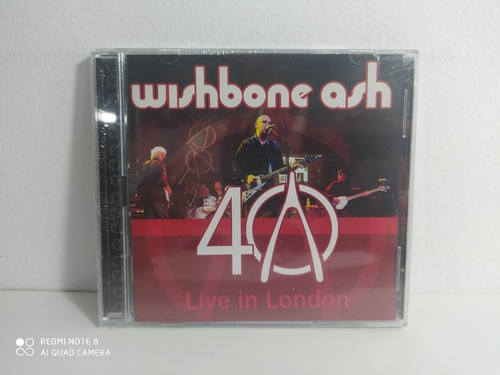 wishbone ash
40
Live in London
REDMI NOTE 8
AI QUAD CAMERA